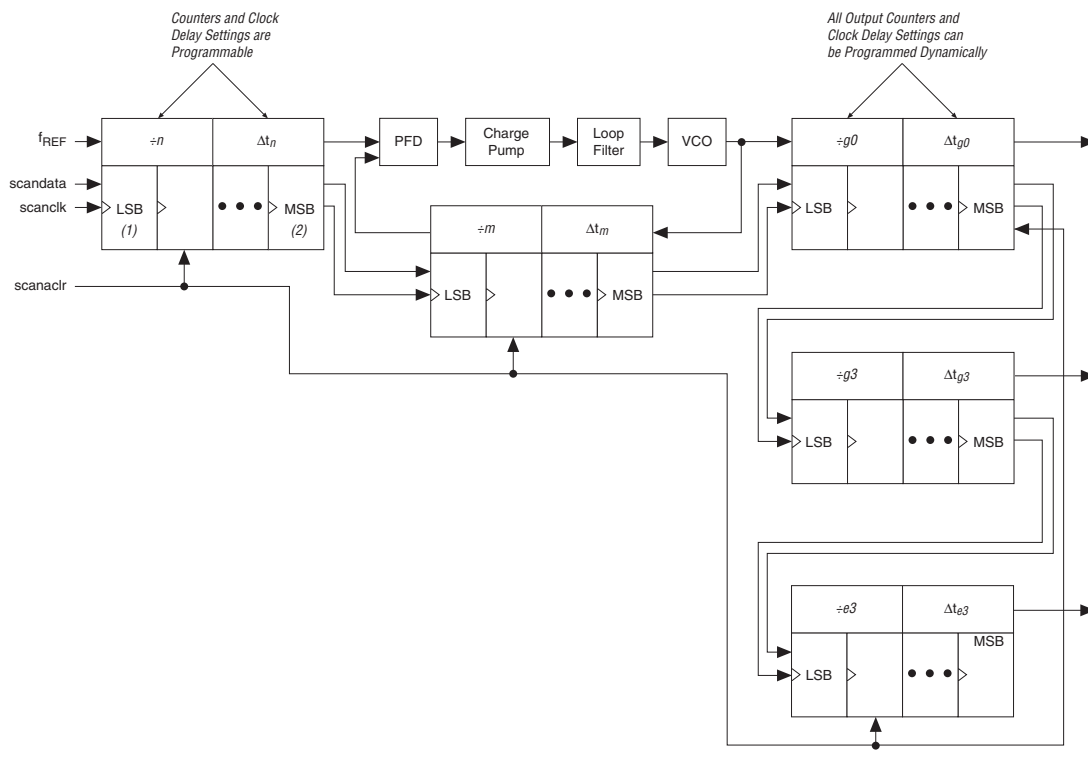 Counters and Clock
Delay Settings are
Programmable
All Output Counters and
Clock Delay Settings can
be Programmed Dynamically
fREF
÷n
Δtn
PFD
Charge
Pump
Loop
Filter
VCO
÷g0
Δtg0
scandata
scanclk
LSB
(1)
MSB
(2)
LSB
MSB
÷m
Δtm
scanaclr
LSB
MSB
÷g3
Δtg3
LSB
MSB
÷e3
Δte3
MSB
LSB